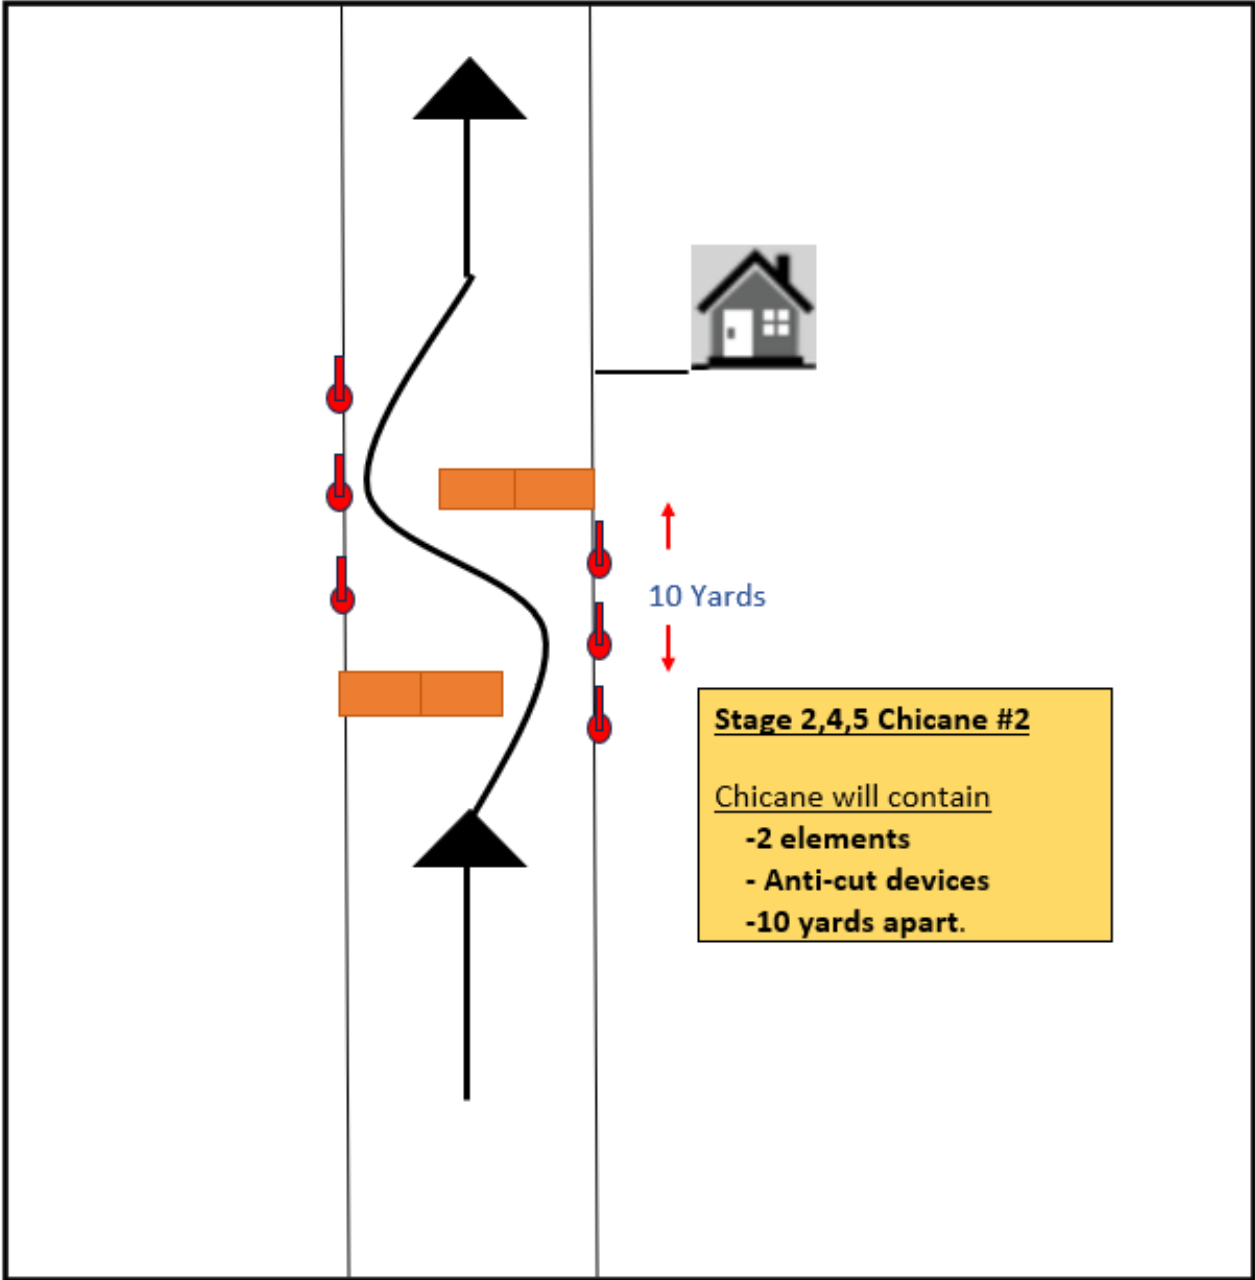 10 Yards
Stage 2,4,5 Chicane #2
Chicane will contain
-2 elements
- Anti-cut devices
-10 yards apart.